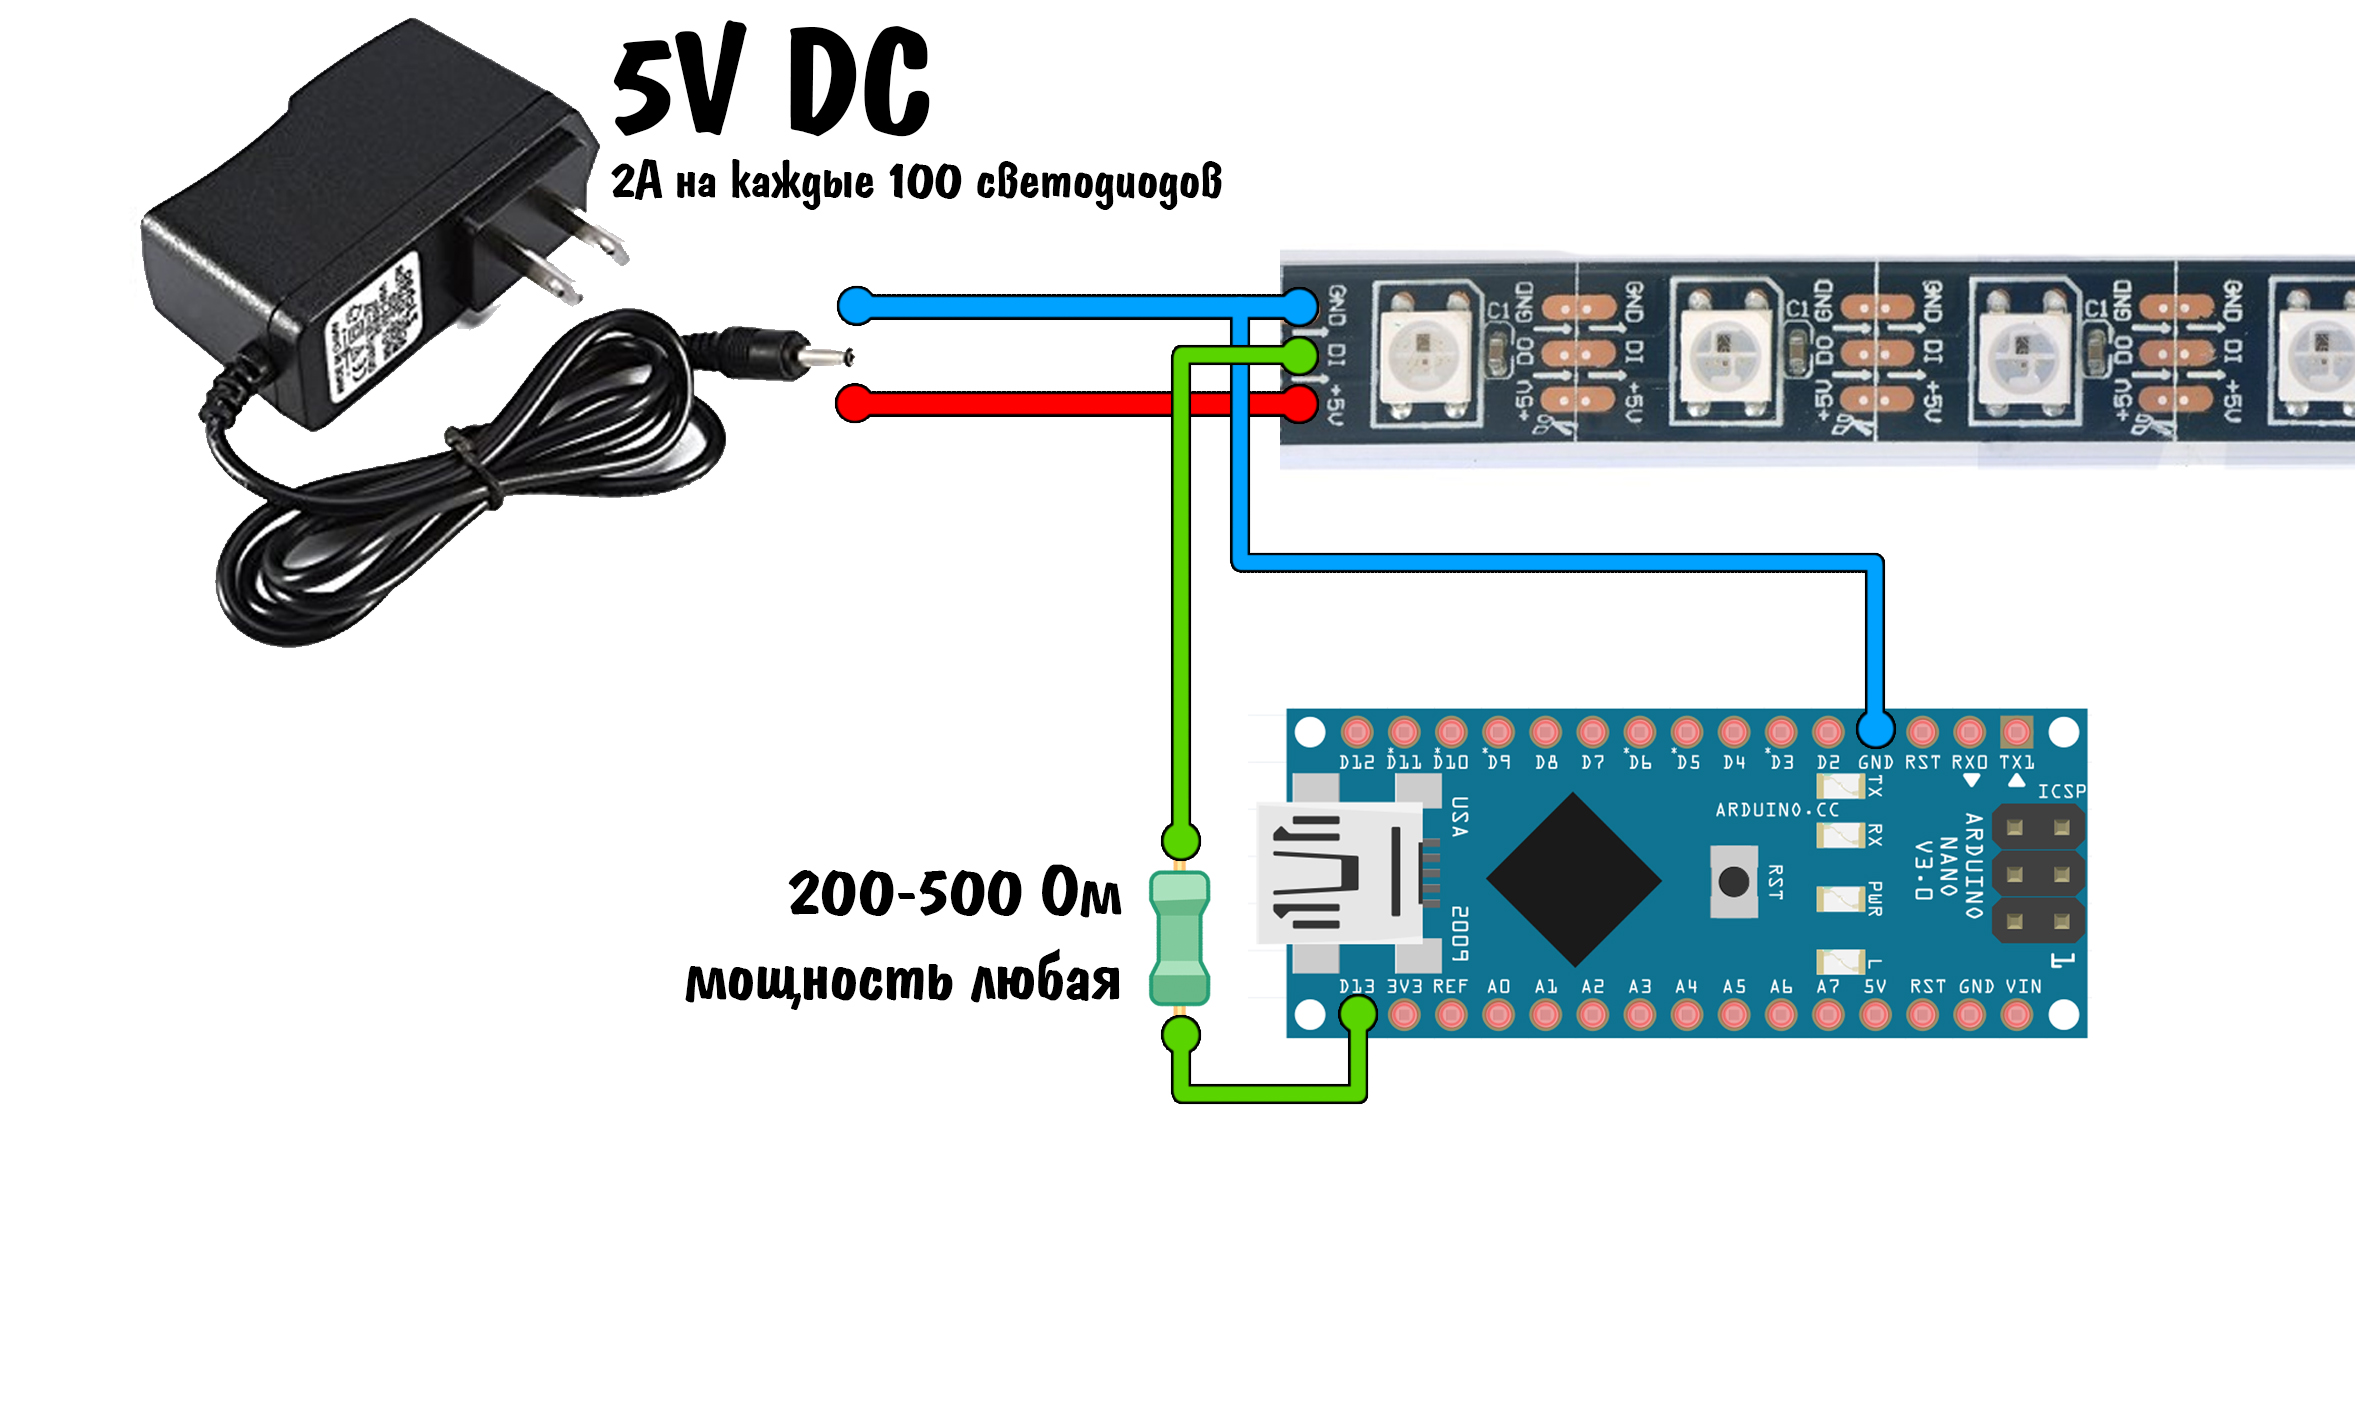 5V DC
2А на каждые 100 светодиодов
GND
DI
+5V
C1
GND
DO
+5V
GND
DI
+5V
C1
GND
DO
+5V
GND
DI
+5V
C1
GND
DO
+5V
GND
DI
+5V
200-500 Ом
мощность любая
D12 *D11 *D10 *D9 D8 D7 *D6 *D5 D4 *D3 D2 GND RST RX0 TX1
USA
2009
ARDUINO.CC
RST
TX
RX
PWR
L
ARDUINO
NANO
V3.0
ICSP
1
D13 3V3 REF A0 A1 A2 A3 A4 A5 A6 A7 5V RST GND VIN